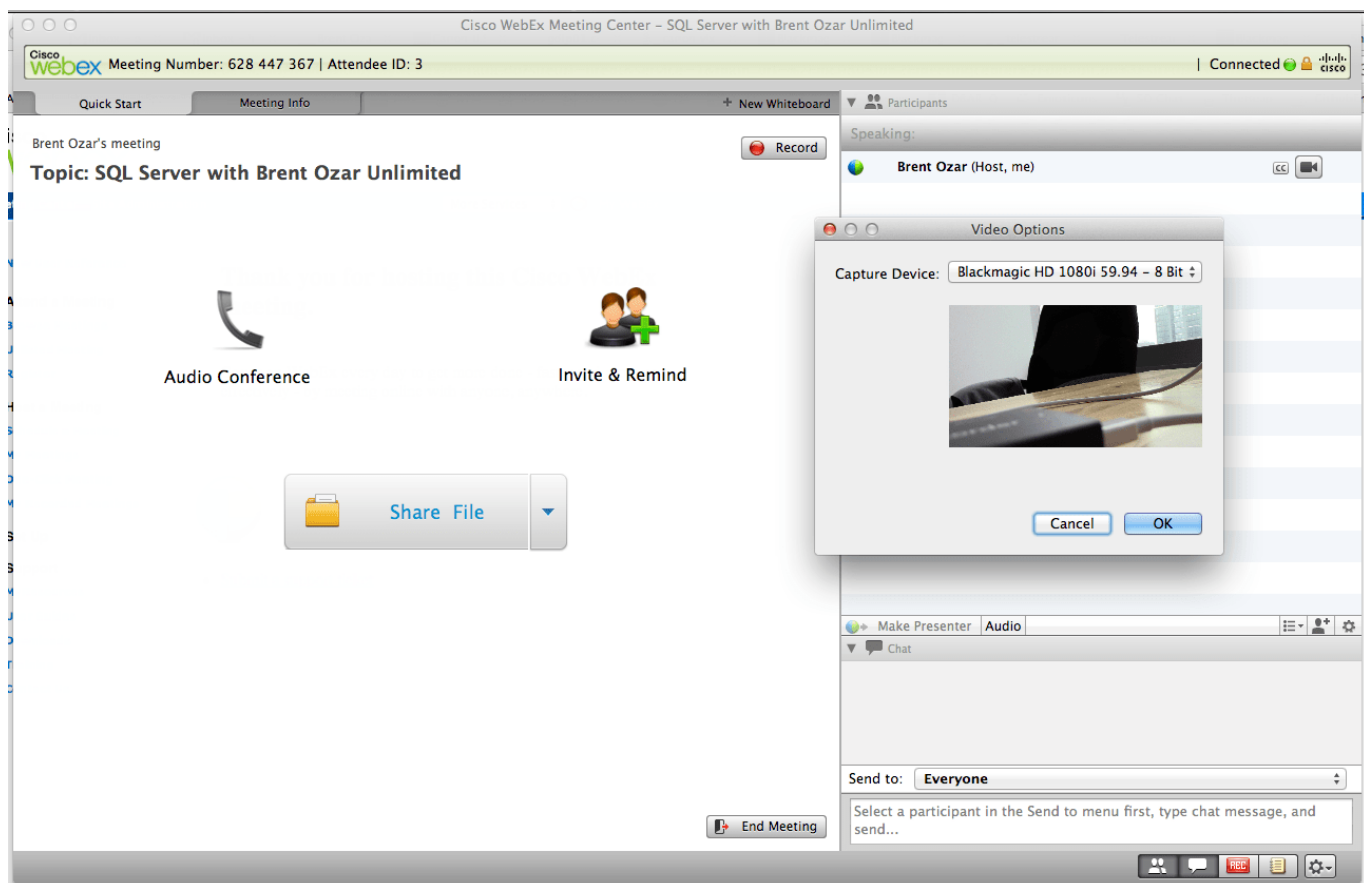 Cisco WebEx Meeting Center – SQL Server with Brent Ozar Unlimited
Cisco webex Meeting Number: 628 447 367 | Attendee ID: 3
| Connected
cisco
Quick Start
Meeting Info
+ New Whiteboard
Participants
Brent Ozar's meeting
Record
Speaking:
Topic: SQL Server with Brent Ozar Unlimited
Brent Ozar (Host, me)
CC
Video Options
Capture Device: Blackmagic HD 1080i 59.94 – 8 Bit
Audio Conference
Invite & Remind
Share File
Cancel
OK
Make Presenter
Audio
Chat
Send to: Everyone
Select a participant in the Send to menu first, type chat message, and
send...
End Meeting
REC